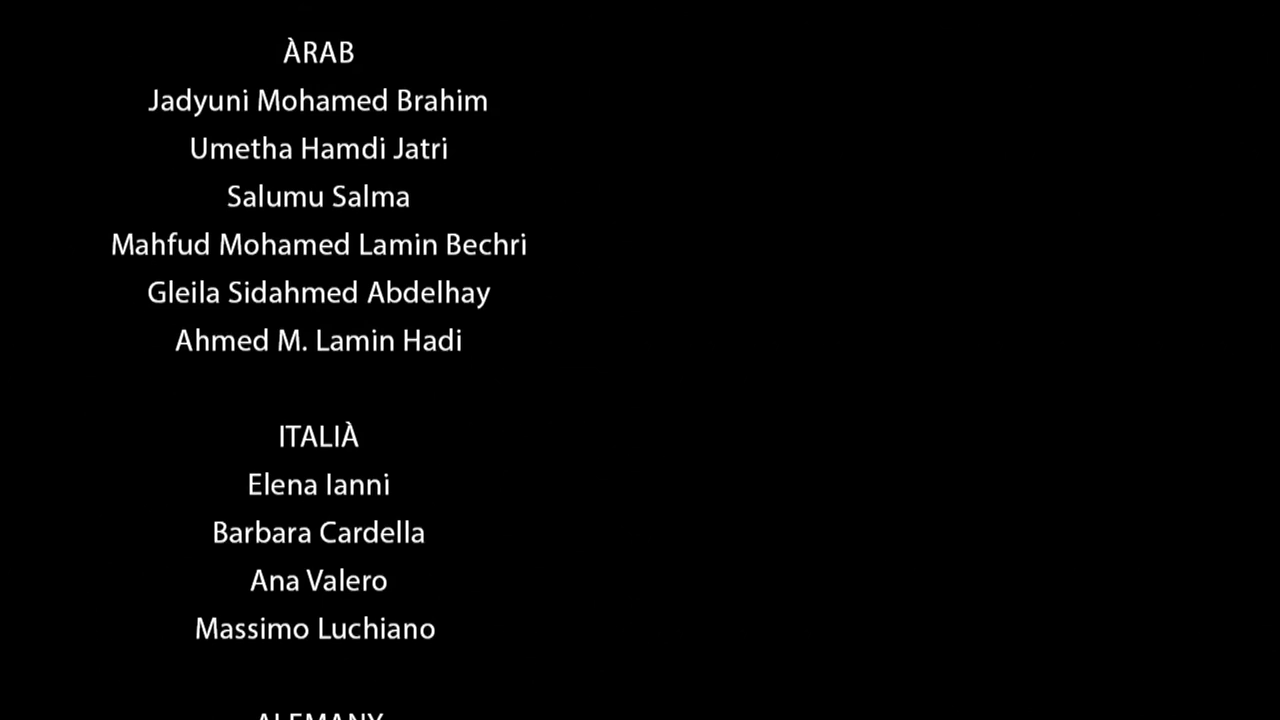 ÀRAB
Jadyuni Mohamed Brahim
Umetha Hamdi Jatri
Salumu Salma
Mahfud Mohamed Lamin Bechri
Gleila Sidahmed Abdelhay
Ahmed M. Lamin Hadi
ITALIÀ
Elena Ianni
Barbara Cardella
Ana Valero
Massimo Luchiano
ALEMANY